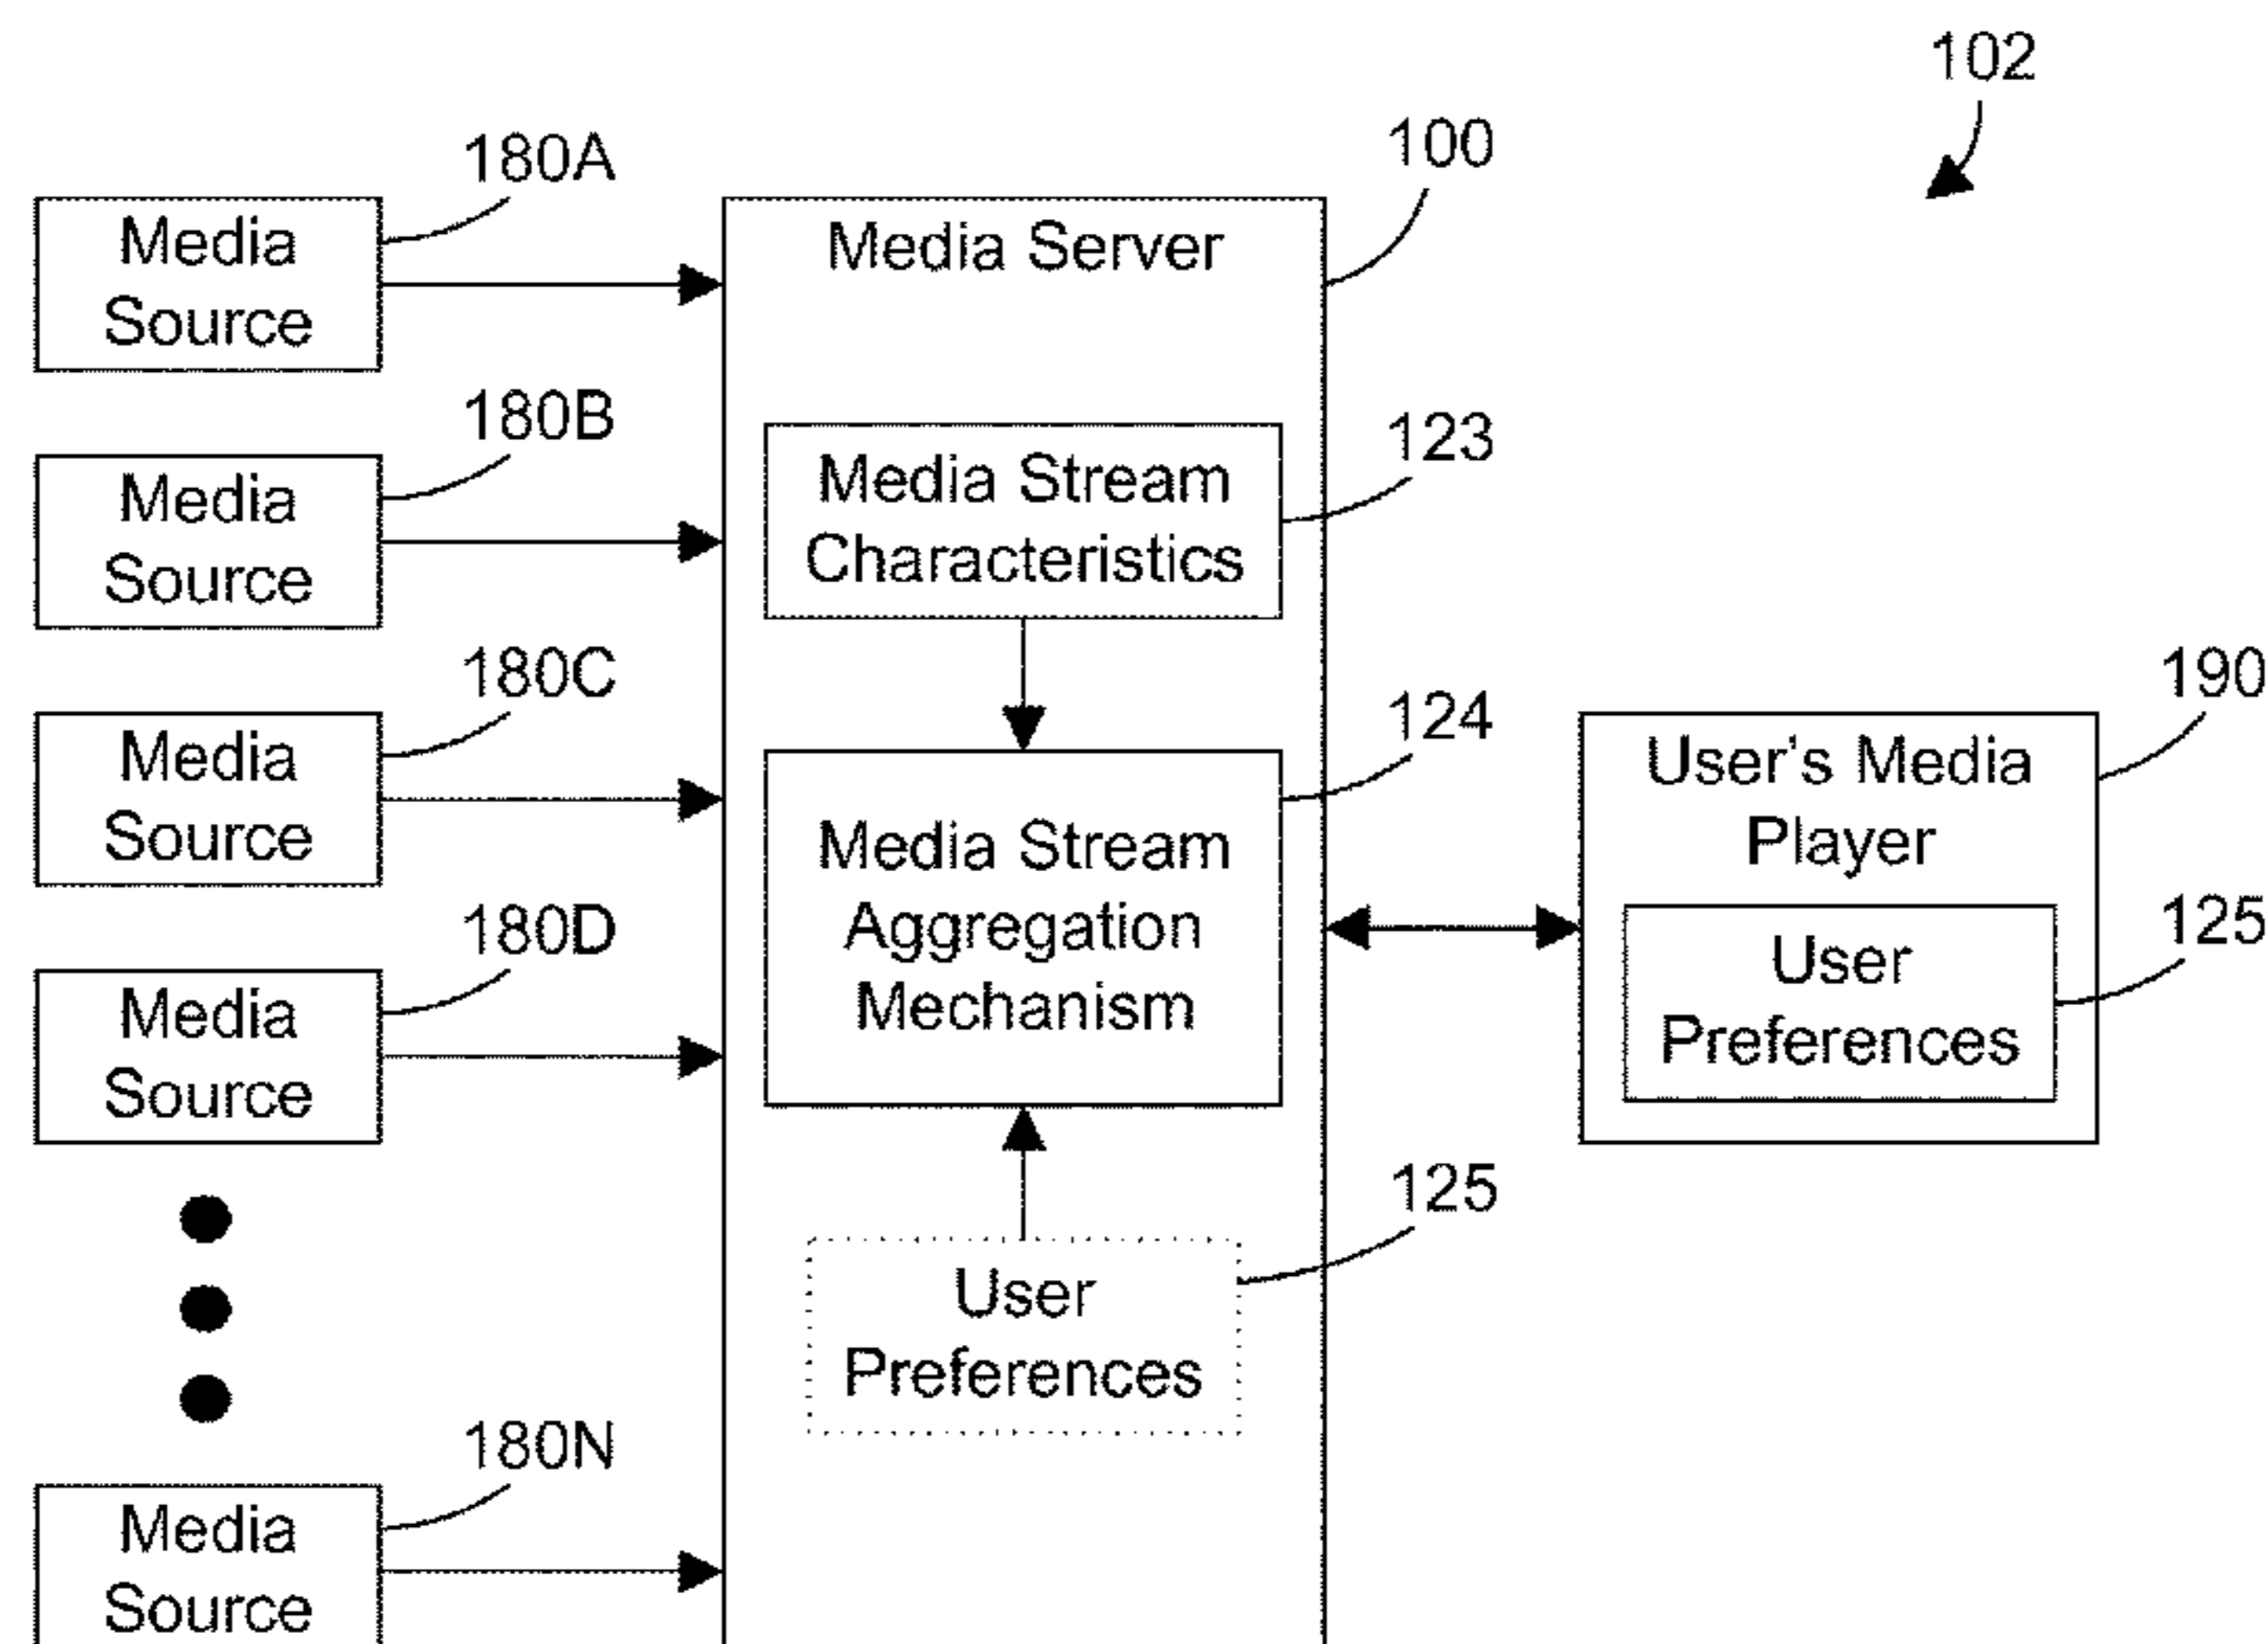 102
180A
Media
Source
180B
Media
Source
180C
Media
Source
180D
Media
Source
180N
Media
Source
100
Media Server
123
Media Stream
Characteristics
124
Media Stream
Aggregation
Mechanism
125
User
Preferences
190
User's Media
Player
125
User
Preferences